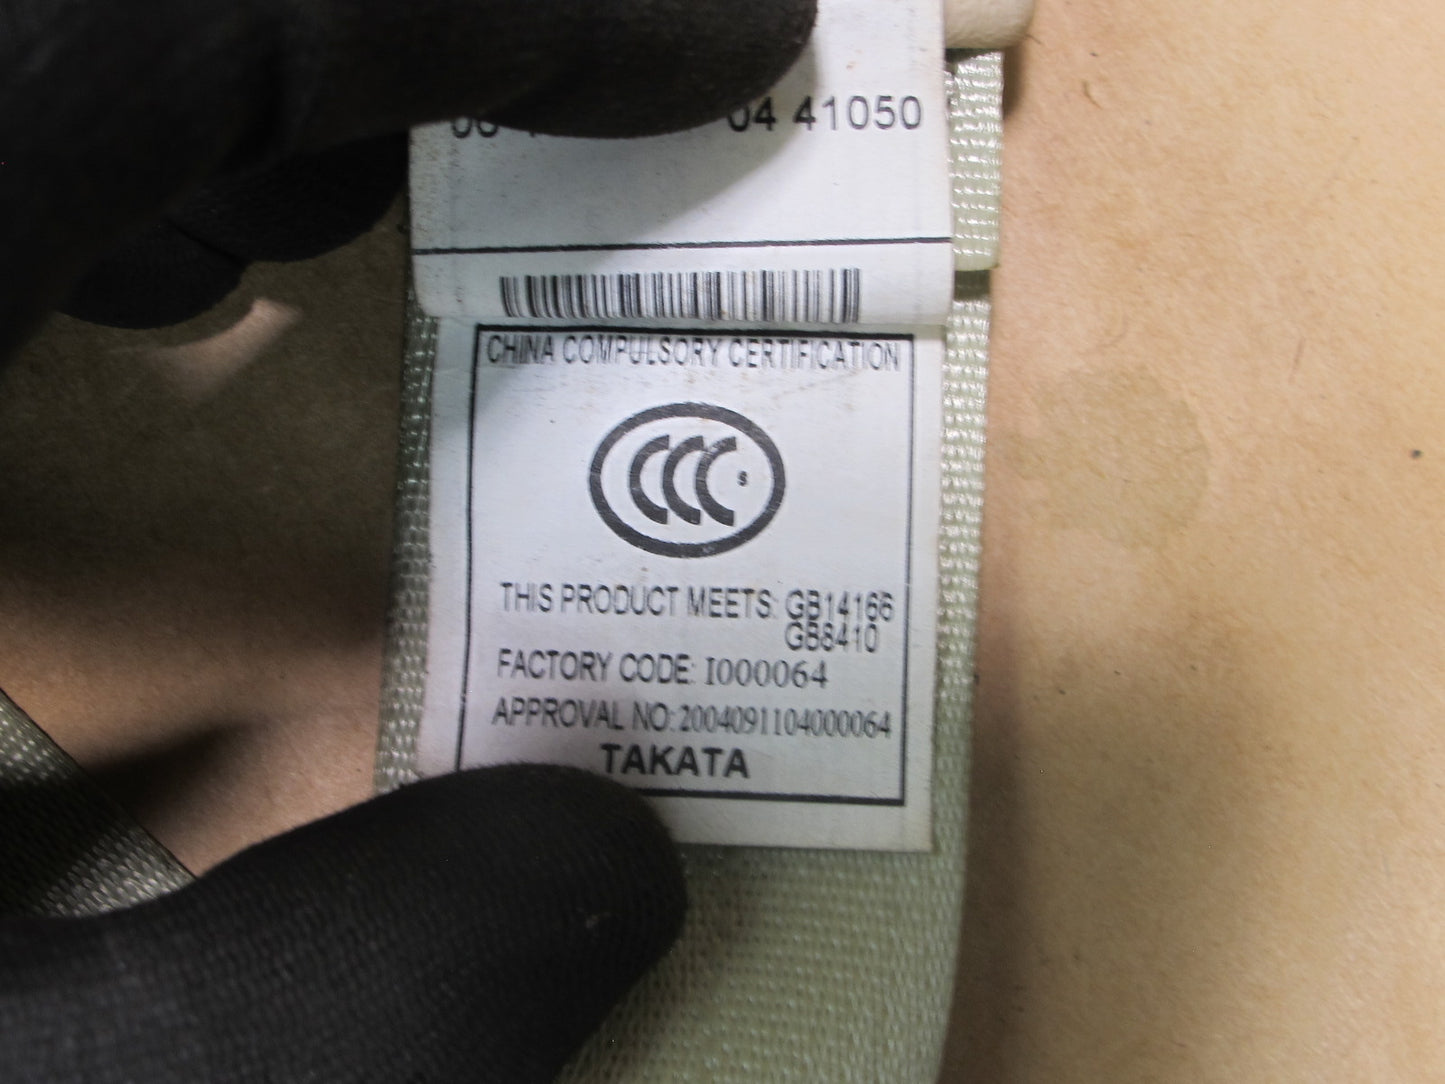 04 41050
CHINA COMPULSORY CERTIFICATION
CCC S
THIS PRODUCT MEETS: GB14166
GB8410
FACTORY CODE: I000064
APPROVAL NO: 2004091104000064
TAKATA